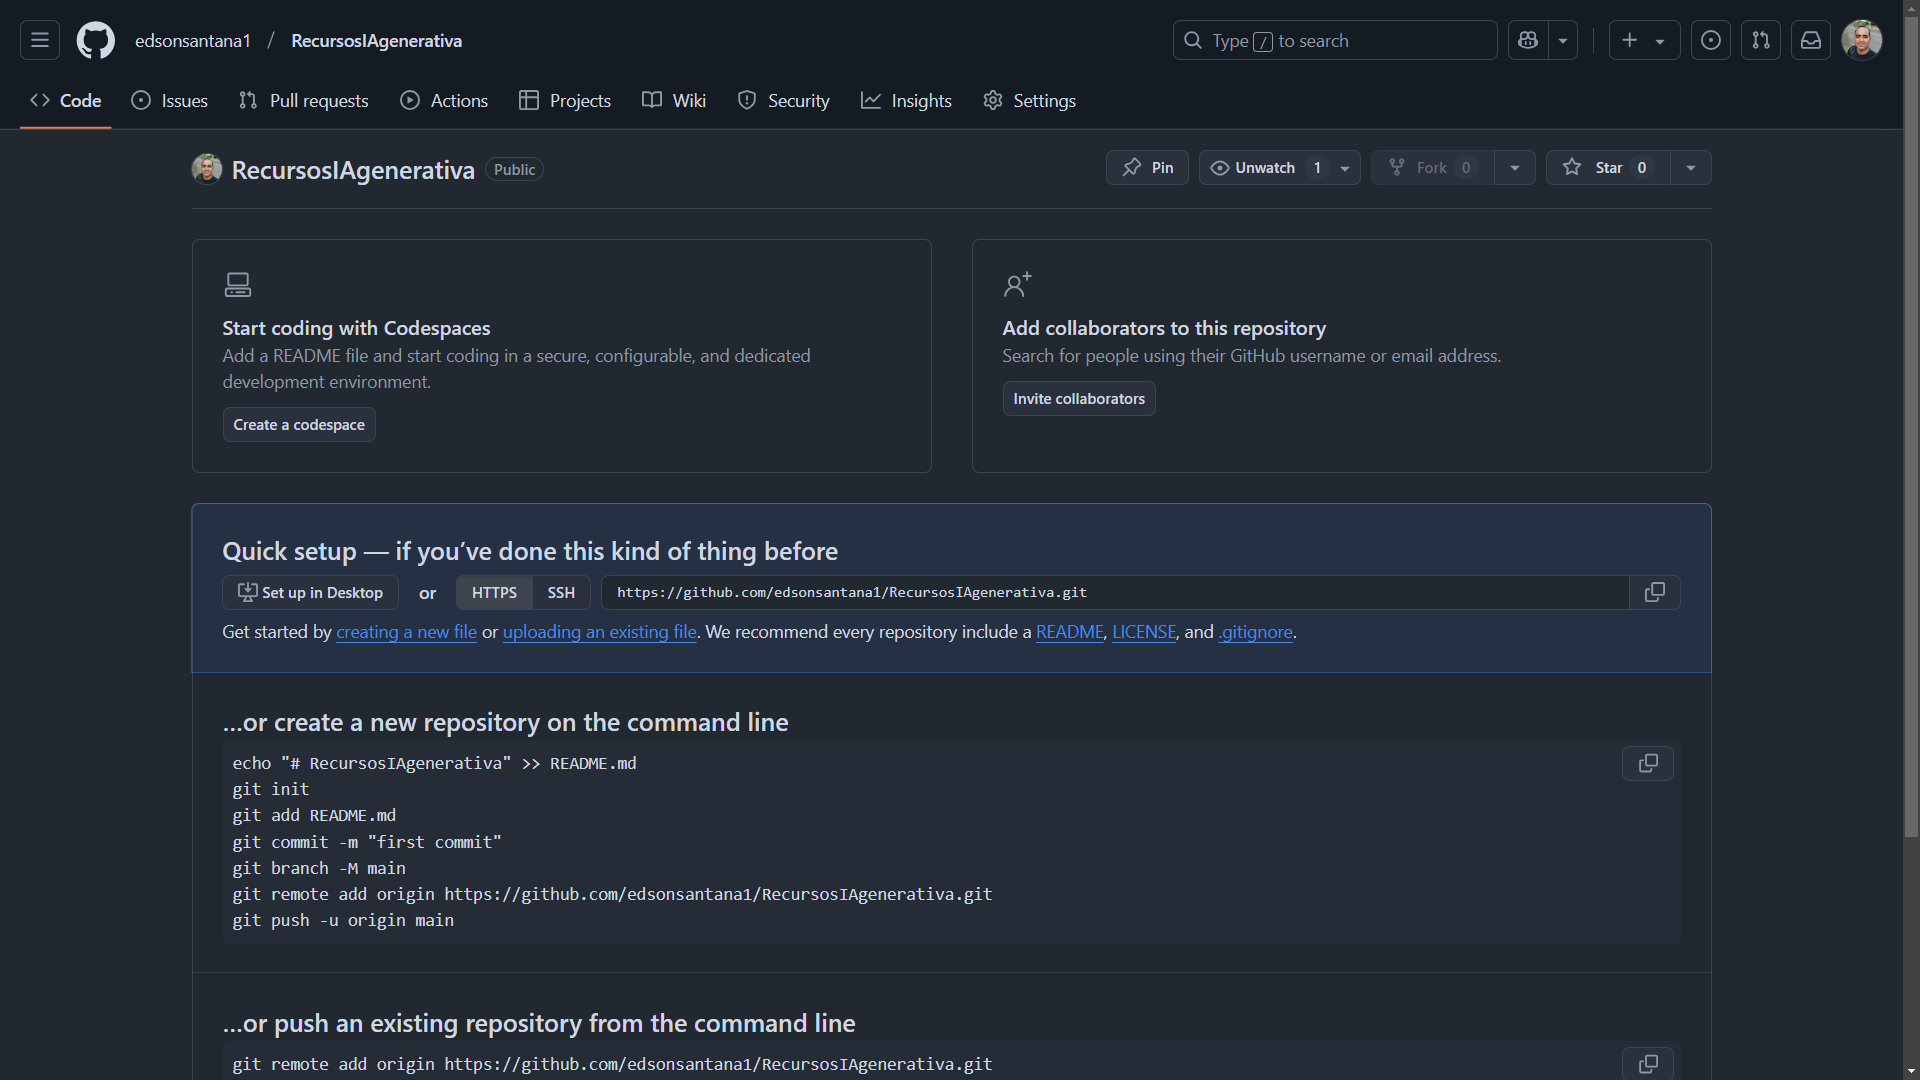 edsonsantana1 / RecursosIAgenerativa
Type / to search
Code
Issues
Pull requests
Actions
Projects
Wiki
Security
Insights
Settings
RecursosIAgenerativa Public
Pin
Unwatch 1
Fork 0
Star 0
Start coding with Codespaces
Add a README file and start coding in a secure, configurable, and dedicated
development environment.
Create a codespace
Add collaborators to this repository
Search for people using their GitHub username or email address.
Invite collaborators
Quick setup — if you’ve done this kind of thing before
Set up in Desktop or HTTPS SSH https://github.com/edsonsantana1/RecursosIAgenerativa.git
Get started by creating a new file or uploading an existing file. We recommend every repository include a README, LICENSE, and .gitignore.
…or create a new repository on the command line
echo "# RecursosIAgenerativa" >> README.md
git init
git add README.md
git commit -m "first commit"
git branch -M main
git remote add origin https://github.com/edsonsantana1/RecursosIAgenerativa.git
git push -u origin main
…or push an existing repository from the command line
git remote add origin https://github.com/edsonsantana1/RecursosIAgenerativa.git